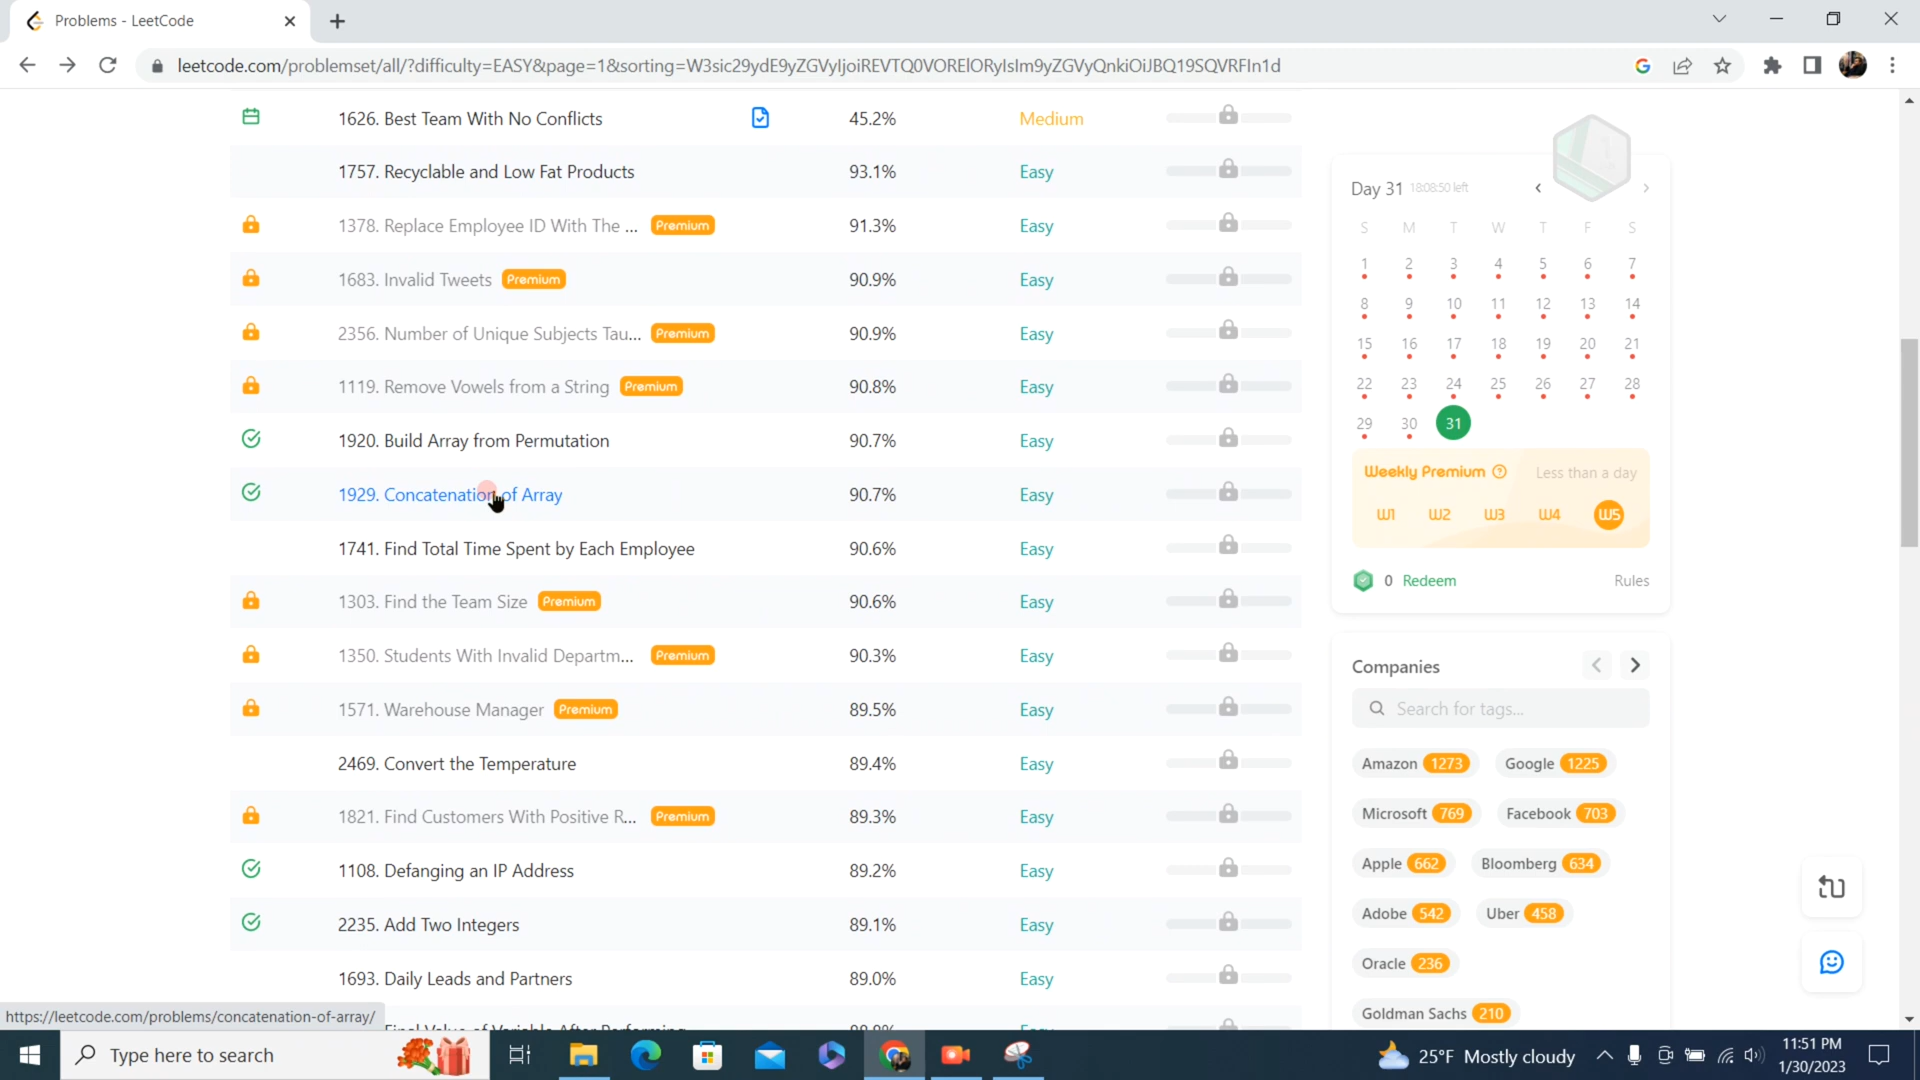 Problems - LeetCode
leetcode.com/problemset/all/?difficulty=EASY&page=1&sorting=W3sic29ydE9yZGVyIjoiREVTQ0VORElORyIsIm9yZGVyQnkiOiJBQ19SQVRFIn1d
1626. Best Team With No Conflicts 45.2% Medium
1757. Recyclable and Low Fat Products 93.1% Easy
1378. Replace Employee ID With The ... Premium 91.3% Easy
1683. Invalid Tweets Premium 90.9% Easy
2356. Number of Unique Subjects Tau... Premium 90.9% Easy
1119. Remove Vowels from a String Premium 90.8% Easy
1920. Build Array from Permutation 90.7% Easy
1929. Concatenation of Array 90.7% Easy
1741. Find Total Time Spent by Each Employee 90.6% Easy
1303. Find the Team Size Premium 90.6% Easy
1350. Students With Invalid Departm... Premium 90.3% Easy
1571. Warehouse Manager Premium 89.5% Easy
2469. Convert the Temperature 89.4% Easy
1821. Find Customers With Positive R... Premium 89.3% Easy
1108. Defanging an IP Address 89.2% Easy
2235. Add Two Integers 89.1% Easy
1693. Daily Leads and Partners 89.0% Easy
Day 31 18:08:50 left
S M T W T F S
1 2 3 4 5 6 7
8 9 10 11 12 13 14
15 16 17 18 19 20 21
22 23 24 25 26 27 28
29 30 31
Weekly Premium Less than a day
W1 W2 W3 W4 W5
0 Redeem Rules
Companies
Search for tags...
Amazon 1273 Google 1225
Microsoft 769 Facebook 703
Apple 662 Bloomberg 634
Adobe 542 Uber 458
Oracle 236
Goldman Sachs 210
https://leetcode.com/problems/concatenation-of-array/
Type here to search
25°F Mostly cloudy
11:51 PM
1/30/2023